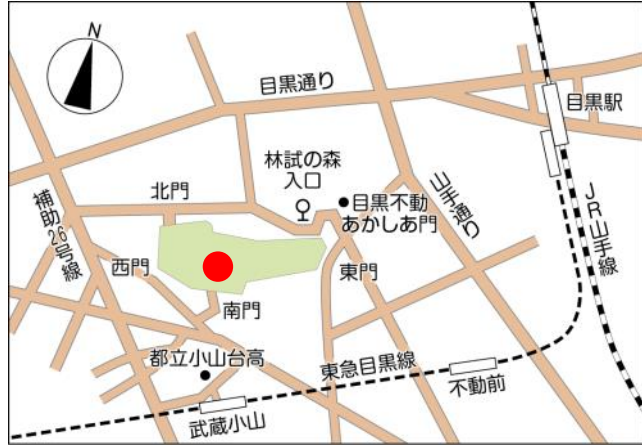 N
目黒通り
目黒駅
林試の森
入口
北門
目黒不動
あかしあ門
山手通り
JR山手線
補助26号線
西門
東門
南門
都立小山台高
東急目黒線
不動前
武蔵小山